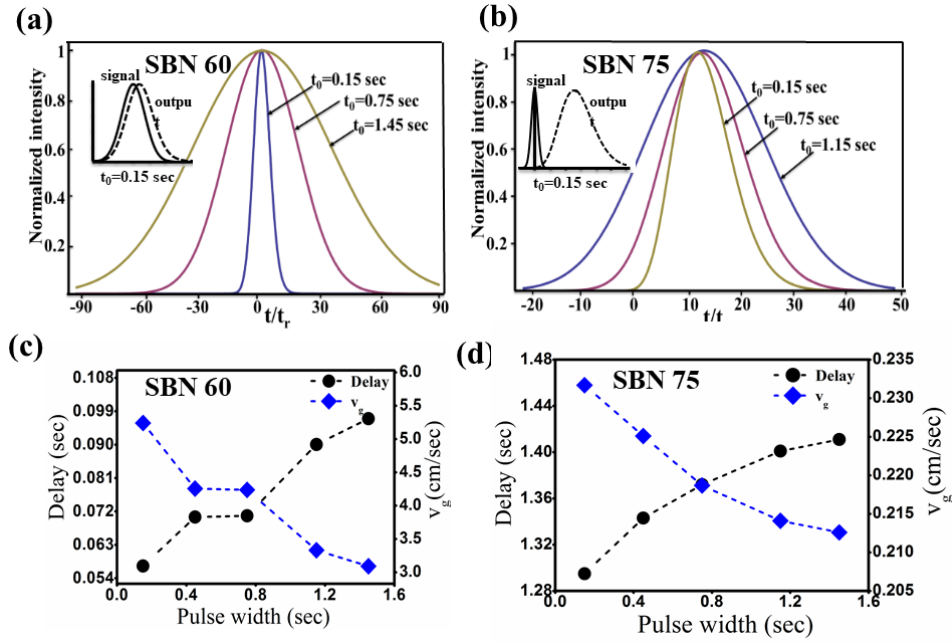 (a)
SBN 60
Normalized intensity
1
0.8
0.6
0.4
0.2
signal
outpu
t
t₀=0.15 sec
t₀=0.15 sec
t₀=0.75 sec
t₀=1.45 sec
-90 -60 -30 0 30 60 90
t/tᵣ
(b)
SBN 75
Normalized intensity
1
0.8
0.6
0.4
0.2
signal
outpu
t₀=0.15 sec
t₀=0.15 sec
t₀=0.75 sec
t₀=1.15 sec
-20 -10 0 10 20 30 40 50
t/t
(c)
SBN 60
Delay
v_g
Delay (sec)
0.108
0.099
0.090
0.081
0.072
0.063
0.054
6.0
5.5
5.0
4.5
4.0
3.5
3.0
v_g(cm/sec)
0.0 0.4 0.8 1.2 1.6
Pulse width (sec)
(d)
SBN 75
Delay
v_g
Delay (sec)
1.48
1.44
1.40
1.36
1.32
1.28
0.235
0.230
0.225
0.220
0.215
0.210
0.205
v_g(cm/sec)
0.0 0.4 0.8 1.2 1.6
Pulse width (sec)